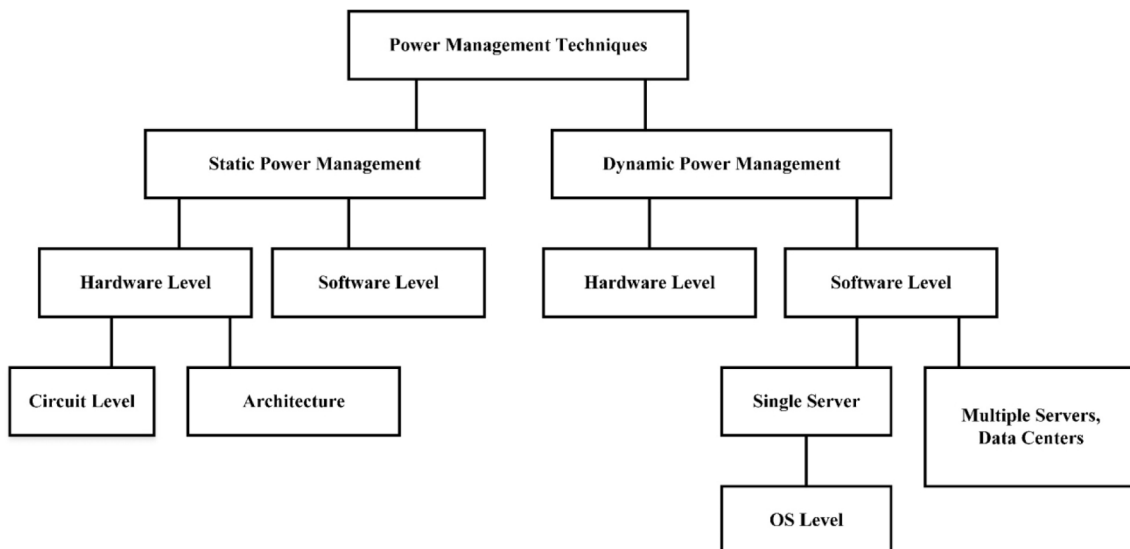 Power Management Techniques
Static Power Management
Dynamic Power Management
Hardware Level
Software Level
Hardware Level
Software Level
Circuit Level
Architecture
Single Server
Multiple Servers,
Data Centers
OS Level